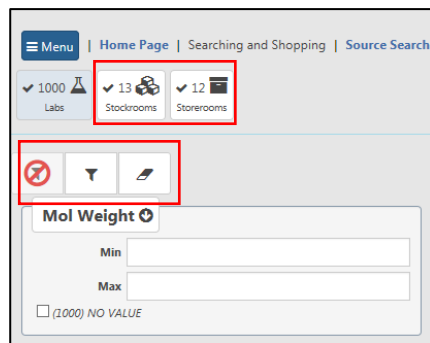 Menu | Home Page | Searching and Shopping | Source Search
1000 13 12
Labs Stockrooms Storerooms
Mol Weight
Min
Max
(1000) NO VALUE